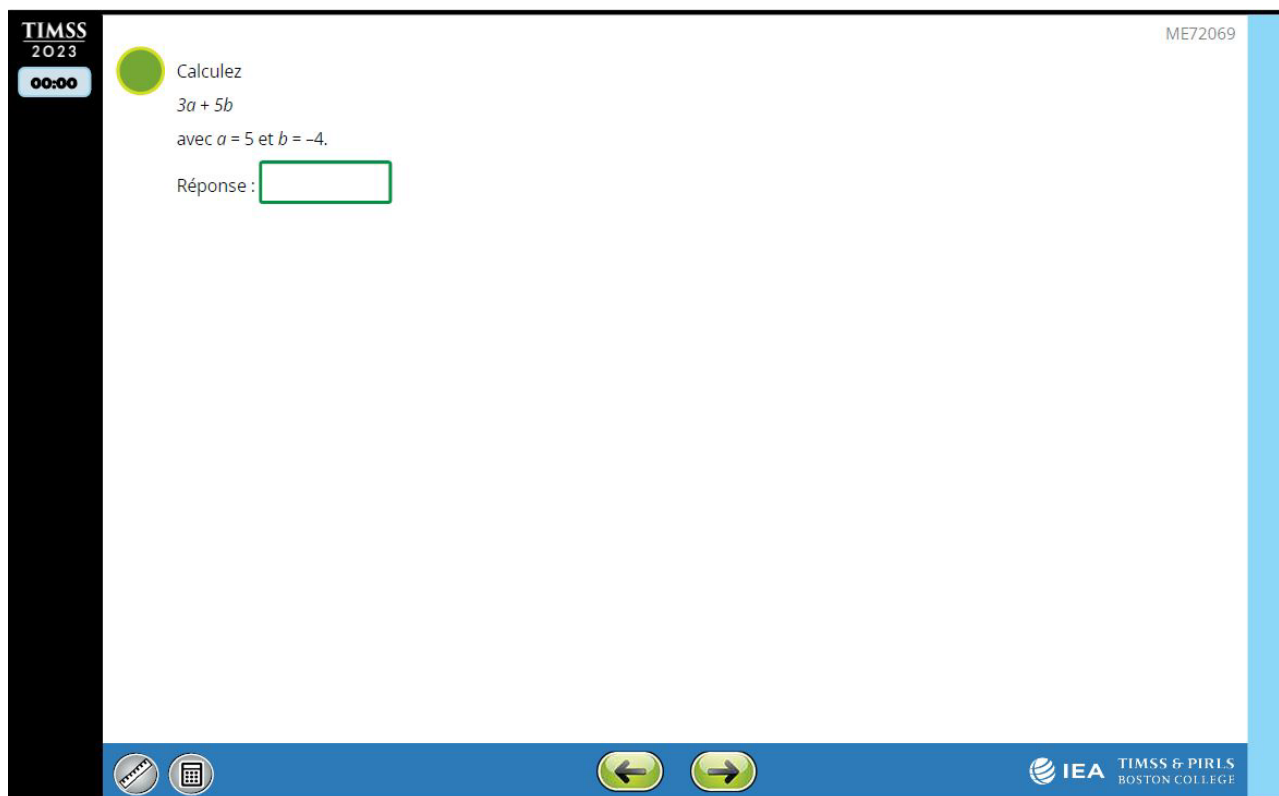 TIMSS
2023
00:00
ME72069
Calculez
3a + 5b
avec a = 5 et b = –4.
Réponse :
IEA
TIMSS & PIRLS
BOSTON COLLEGE